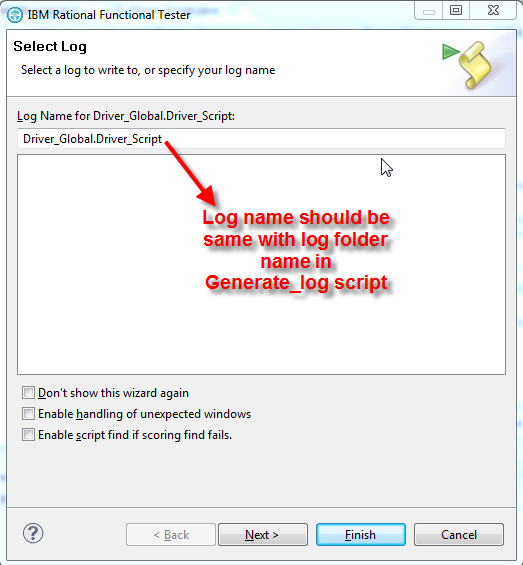 IBM Rational Functional Tester
Select Log
Select a log to write to, or specify your log name
Log Name for Driver_Global.Driver_Script:
Driver_Global.Driver_Script
Log name should be
same with log folder
name in
Generate_log script
Don't show this wizard again
Enable handling of unexpected windows
Enable script find if scoring find fails.
? < Back Next > Finish Cancel